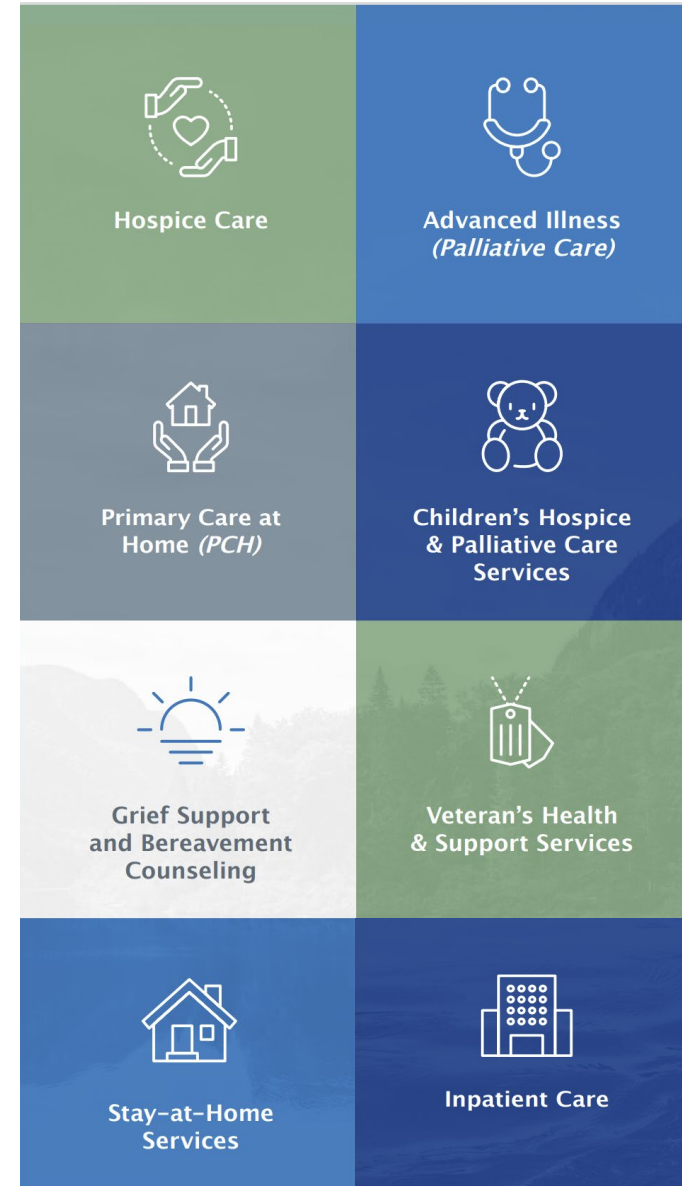 Hospice Care
Advanced Illness
(Palliative Care)
Primary Care at
Home (PCH)
Children’s Hospice
& Palliative Care
Services
Grief Support
and Bereavement
Counseling
Veteran’s Health
& Support Services
Stay-at-Home
Services
Inpatient Care